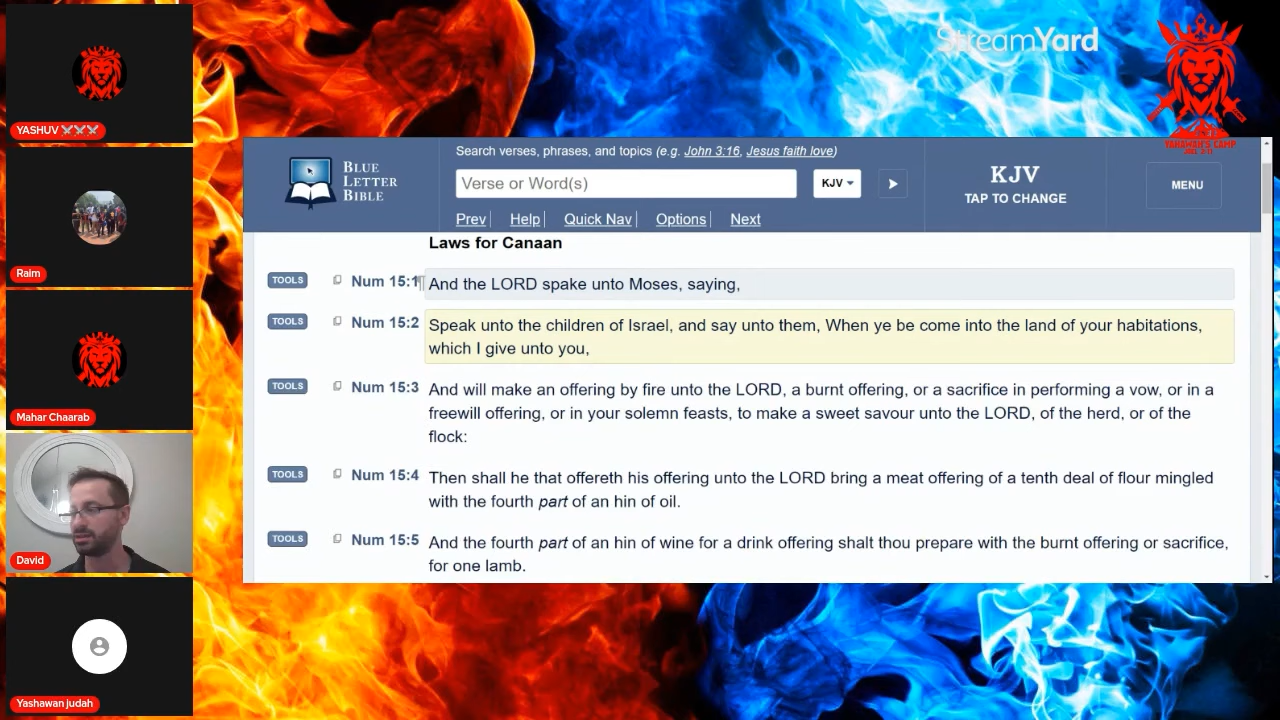 YASHUV ⚔⚔⚔
Raim
Mahar Chaarab
David
Yashawan judah
StreamYard
YAHAWAH'S CAMP
BLUE
LETTER
BIBLE
Search verses, phrases, and topics (e.g. John 3:16, Jesus faith love)
Verse or Word(s)
KJV
Prev | Help | Quick Nav | Options | Next
KJV
TAP TO CHANGE
MENU
Laws for Canaan
TOOLS Num 15:1 ¶ And the LORD spake unto Moses, saying,
TOOLS Num 15:2 Speak unto the children of Israel, and say unto them, When ye be come into the land of your habitations,
which I give unto you,
TOOLS Num 15:3 And will make an offering by fire unto the LORD, a burnt offering, or a sacrifice in performing a vow, or in a
freewill offering, or in your solemn feasts, to make a sweet savour unto the LORD, of the herd, or of the
flock:
TOOLS Num 15:4 Then shall he that offereth his offering unto the LORD bring a meat offering of a tenth deal of flour mingled
with the fourth part of an hin of oil.
TOOLS Num 15:5 And the fourth part of an hin of wine for a drink offering shalt thou prepare with the burnt offering or sacrifice,
for one lamb.